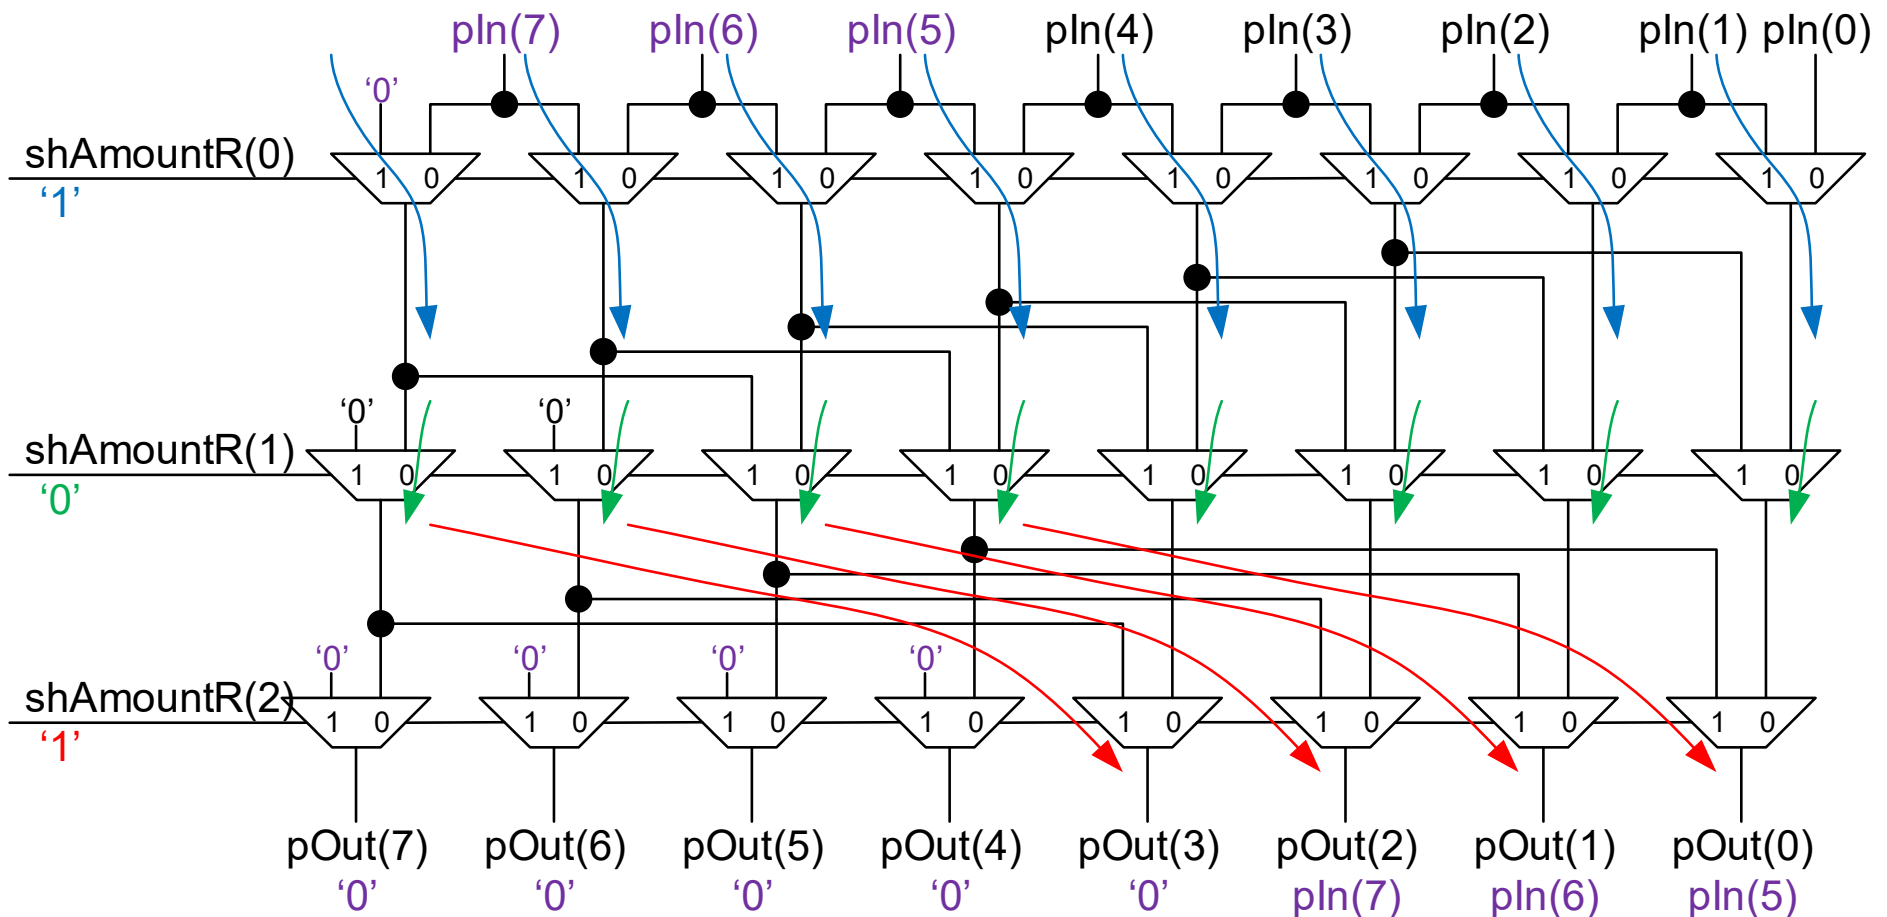 pIn(7) pIn(6) pIn(5) pIn(4) pIn(3) pIn(2) pIn(1) pIn(0)
‘0’
shAmountR(0)
1 0 1 0 1 0 1 0 1 0 1 0 1 0 1 0
‘1’
‘0’ ‘0’
shAmountR(1)
1 0 1 0 1 0 1 0 1 0 1 0 1 0 1 0
‘0’
‘0’ ‘0’ ‘0’ ‘0’
shAmountR(2)
1 0 1 0 1 0 1 0 1 0 1 0 1 0 1 0
‘1’
pOut(7) pOut(6) pOut(5) pOut(4) pOut(3) pOut(2) pOut(1) pOut(0)
‘0’ ‘0’ ‘0’ ‘0’ ‘0’ pIn(7) pIn(6) pIn(5)